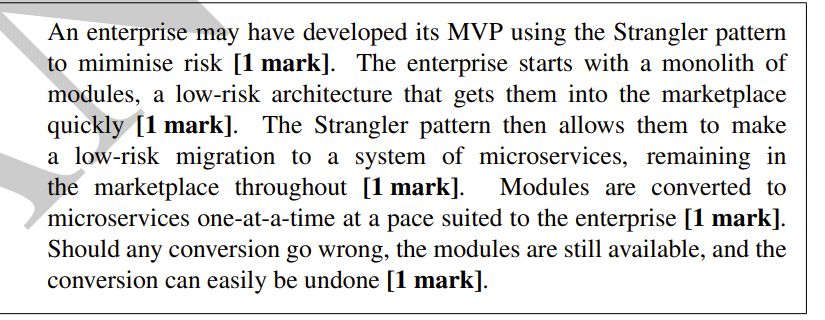 An enterprise may have developed its MVP using the Strangler pattern
to miminise risk [1 mark]. The enterprise starts with a monolith of
modules, a low-risk architecture that gets them into the marketplace
quickly [1 mark]. The Strangler pattern then allows them to make
a low-risk migration to a system of microservices, remaining in
the marketplace throughout [1 mark]. Modules are converted to
microservices one-at-a-time at a pace suited to the enterprise [1 mark].
Should any conversion go wrong, the modules are still available, and the
conversion can easily be undone [1 mark].